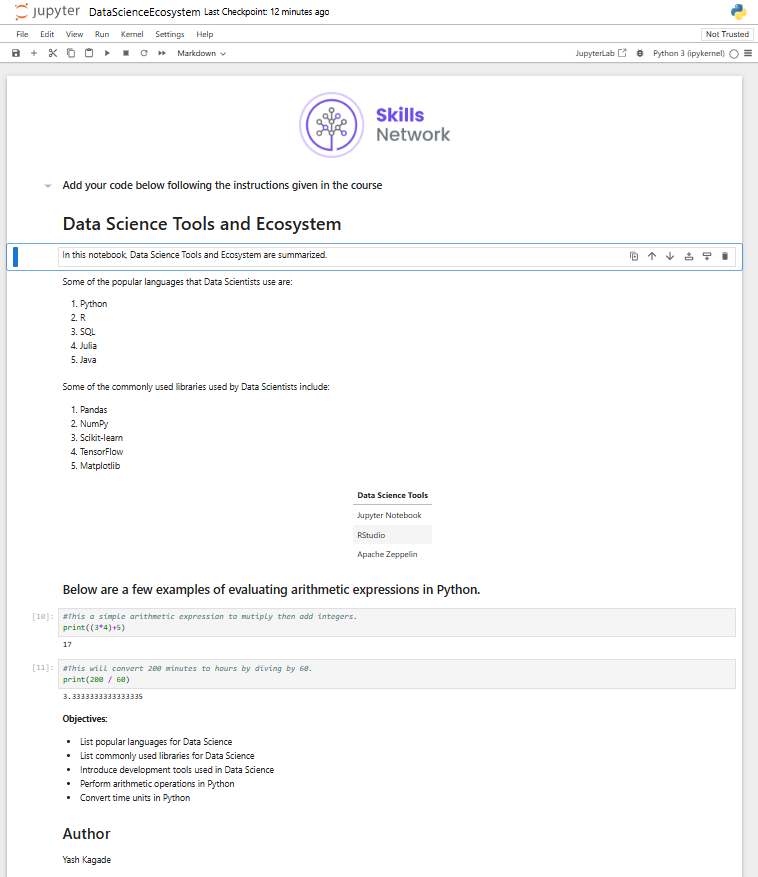 jupyter DataScienceEcosystem Last Checkpoint: 12 minutes ago
File Edit View Run Kernel Settings Help Not Trusted
Markdown JupyterLab Python 3 (ipykernel)
Skills
Network
Add your code below following the instructions given in the course
Data Science Tools and Ecosystem
In this notebook, Data Science Tools and Ecosystem are summarized.
Some of the popular languages that Data Scientists use are:
1. Python
2. R
3. SQL
4. Julia
5. Java
Some of the commonly used libraries used by Data Scientists include:
1. Pandas
2. NumPy
3. Scikit-learn
4. TensorFlow
5. Matplotlib
Data Science Tools
Jupyter Notebook
RStudio
Apache Zeppelin
Below are a few examples of evaluating arithmetic expressions in Python.
[10]: #This a simple arithmetic expression to mutiply then add integers.
print((3*4)+5)
17
[11]: #This will convert 200 minutes to hours by diving by 60.
print(200 / 60)
3.3333333333333335
Objectives:
• List popular languages for Data Science
• List commonly used libraries for Data Science
• Introduce development tools used in Data Science
• Perform arithmetic operations in Python
• Convert time units in Python
Author
Yash Kagade